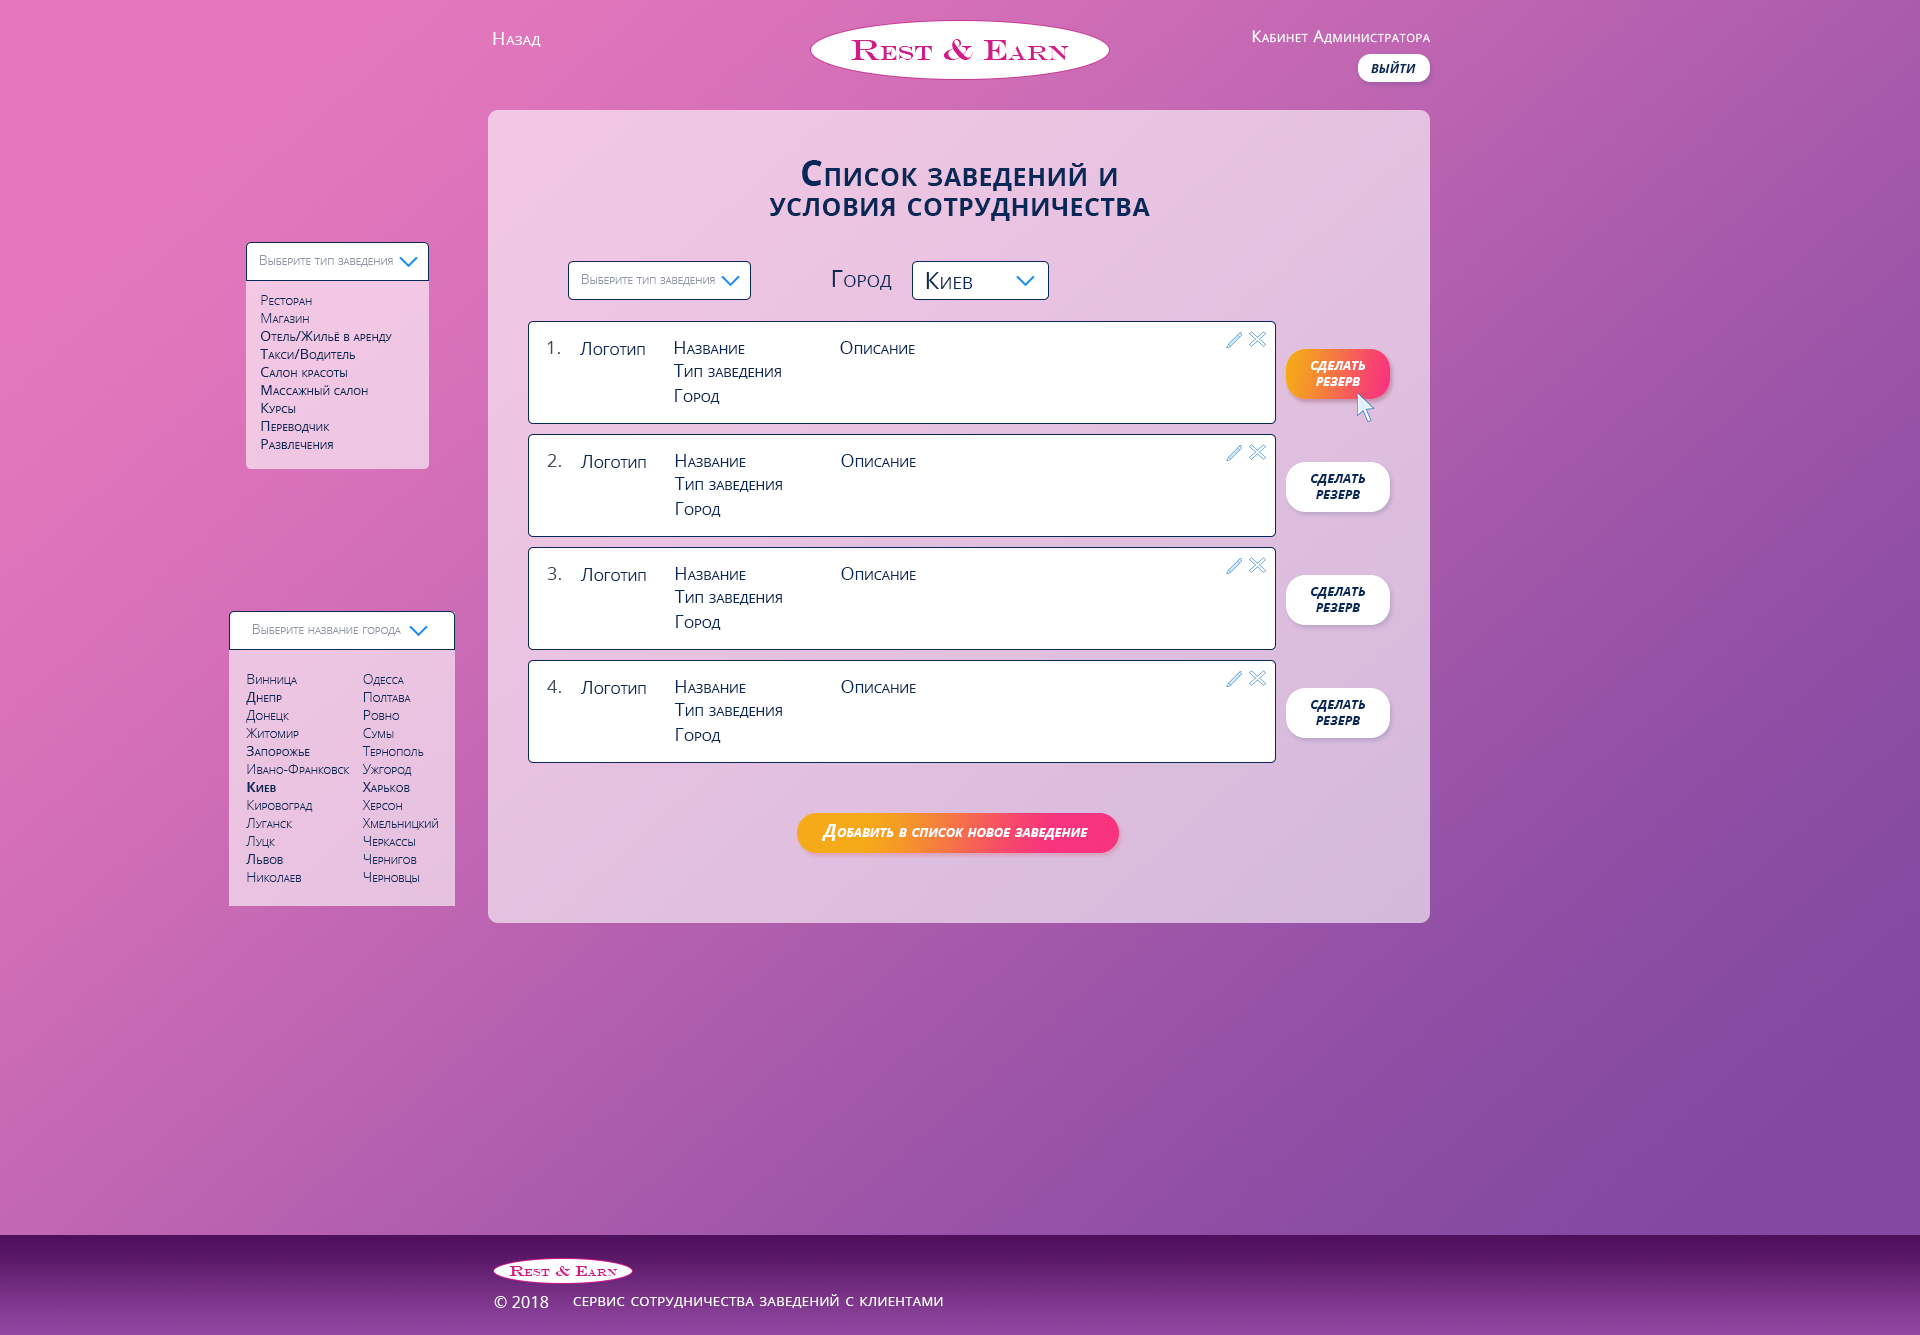 Назад
Rest & Earn
Кабинет Администратора
выйти
Список заведений и
условия сотрудничества
Выберите тип заведения
Ресторан
Магазин
Отель/Жильё в аренду
Такси/Водитель
Салон красоты
Массажный салон
Курсы
Переводчик
Развлечения
Выберите название города
Винница
Днепр
Донецк
Житомир
Запорожье
Ивано-Франковск
Киев
Кировоград
Луганск
Луцк
Львов
Николаев
Одесса
Полтава
Ровно
Сумы
Тернополь
Ужгород
Харьков
Херсон
Хмельницкий
Черкассы
Чернигов
Черновцы
Выберите тип заведения
Город
Киев
1. Логотип Название Описание
Тип заведения
Город
сделать
резерв
2. Логотип Название Описание
Тип заведения
Город
сделать
резерв
3. Логотип Название Описание
Тип заведения
Город
сделать
резерв
4. Логотип Название Описание
Тип заведения
Город
сделать
резерв
Добавить в список новое заведение
Rest & Earn
© 2018 сервис сотрудничества заведений с клиентами